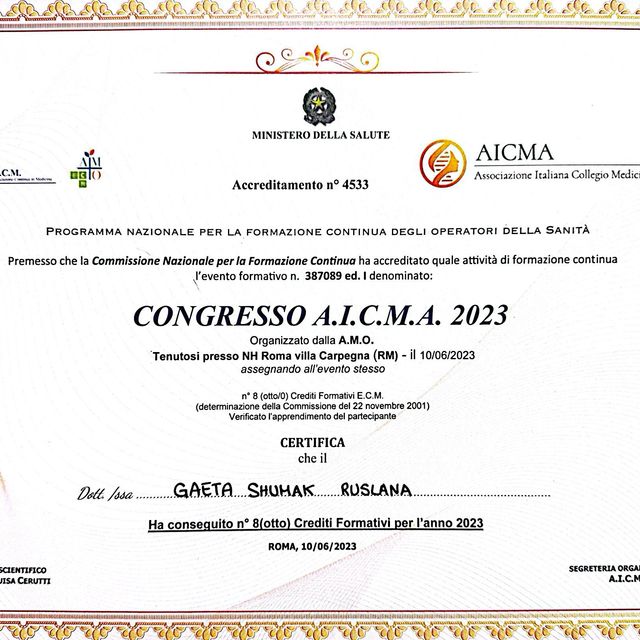 MINISTERO DELLA SALUTE
.C.M.
A M O
E C N
AICMA
Associazione Italiana Collegio Medici
Accreditamento n° 4533
PROGRAMMA NAZIONALE PER LA FORMAZIONE CONTINUA DEGLI OPERATORI DELLA SANITÀ
Premesso che la Commissione Nazionale per la Formazione Continua ha accreditato quale attività di formazione continua
l'evento formativo n. 387089 ed. I denominato:
CONGRESSO A.I.C.M.A. 2023
Organizzato dalla A.M.O.
Tenutosi presso NH Roma villa Carpegna (RM) – il 10/06/2023
assegnando all'evento stesso
n° 8 (otto/0) Crediti Formativi E.C.M.
(determinazione della Commissione del 22 novembre 2001)
Verificato l'apprendimento del partecipante
CERTIFICA
che il
Dott. /ssa ........ GAETA SHUMAK RUSLANA ........
Ha conseguito n° 8(otto) Crediti Formativi per l'anno 2023
ROMA, 10/06/2023
SCIENTIFICO
UISA CERUTTI
SEGRETERIA ORGAN
A.I.C.M